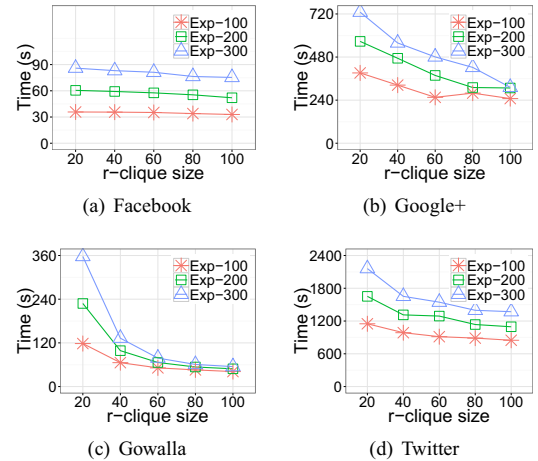 Time (s)
90
60
30
0
Exp−100
Exp−200
Exp−300
20 40 60 80 100
r−clique size
(a) Facebook
Time (s)
720
480
240
0
Exp−100
Exp−200
Exp−300
20 40 60 80 100
r−clique size
(b) Google+
Time (s)
360
240
120
0
Exp−100
Exp−200
Exp−300
20 40 60 80 100
r−clique size
(c) Gowalla
Time (s)
2400
1800
1200
600
0
Exp−100
Exp−200
Exp−300
20 40 60 80 100
r−clique size
(d) Twitter